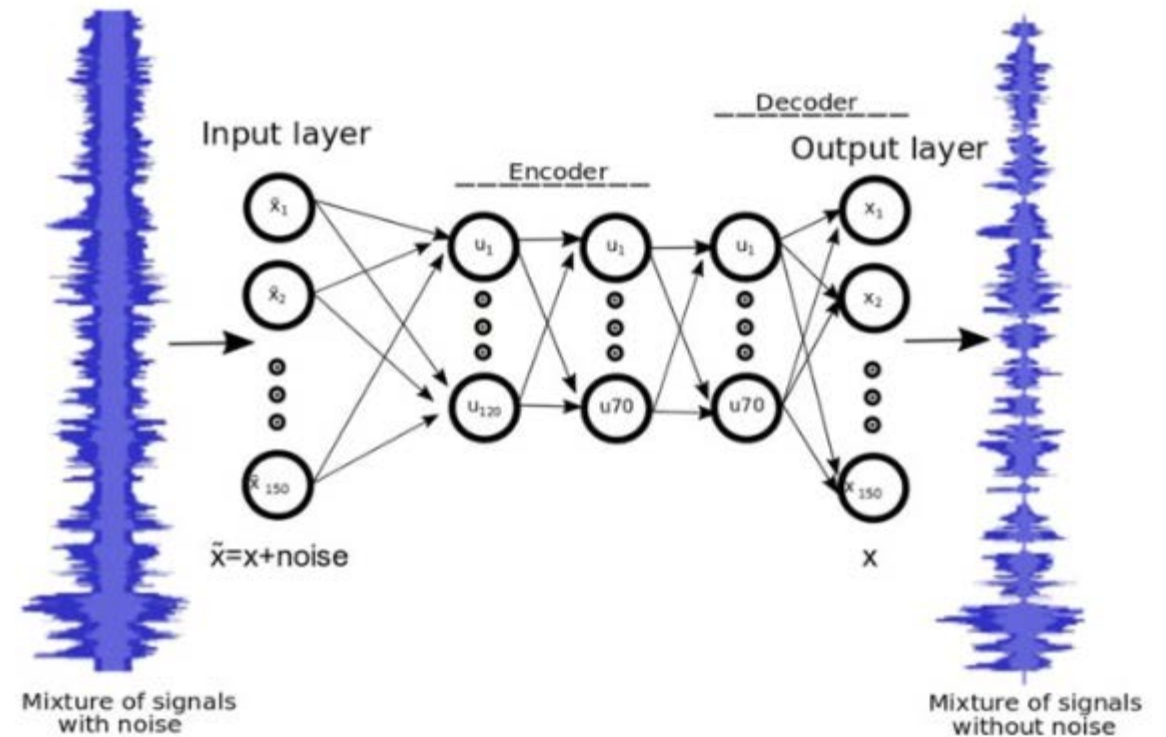 Decoder
Input layer
Output layer
Encoder
x̃₁
x₁
u₁
u₁
u₁
x̃₂
x₂
u₁₂₀
u70
u70
x̃ ₁₅₀
x ₁₅₀
x̃=x+noise
x
Mixture of signals
with noise
Mixture of signals
without noise